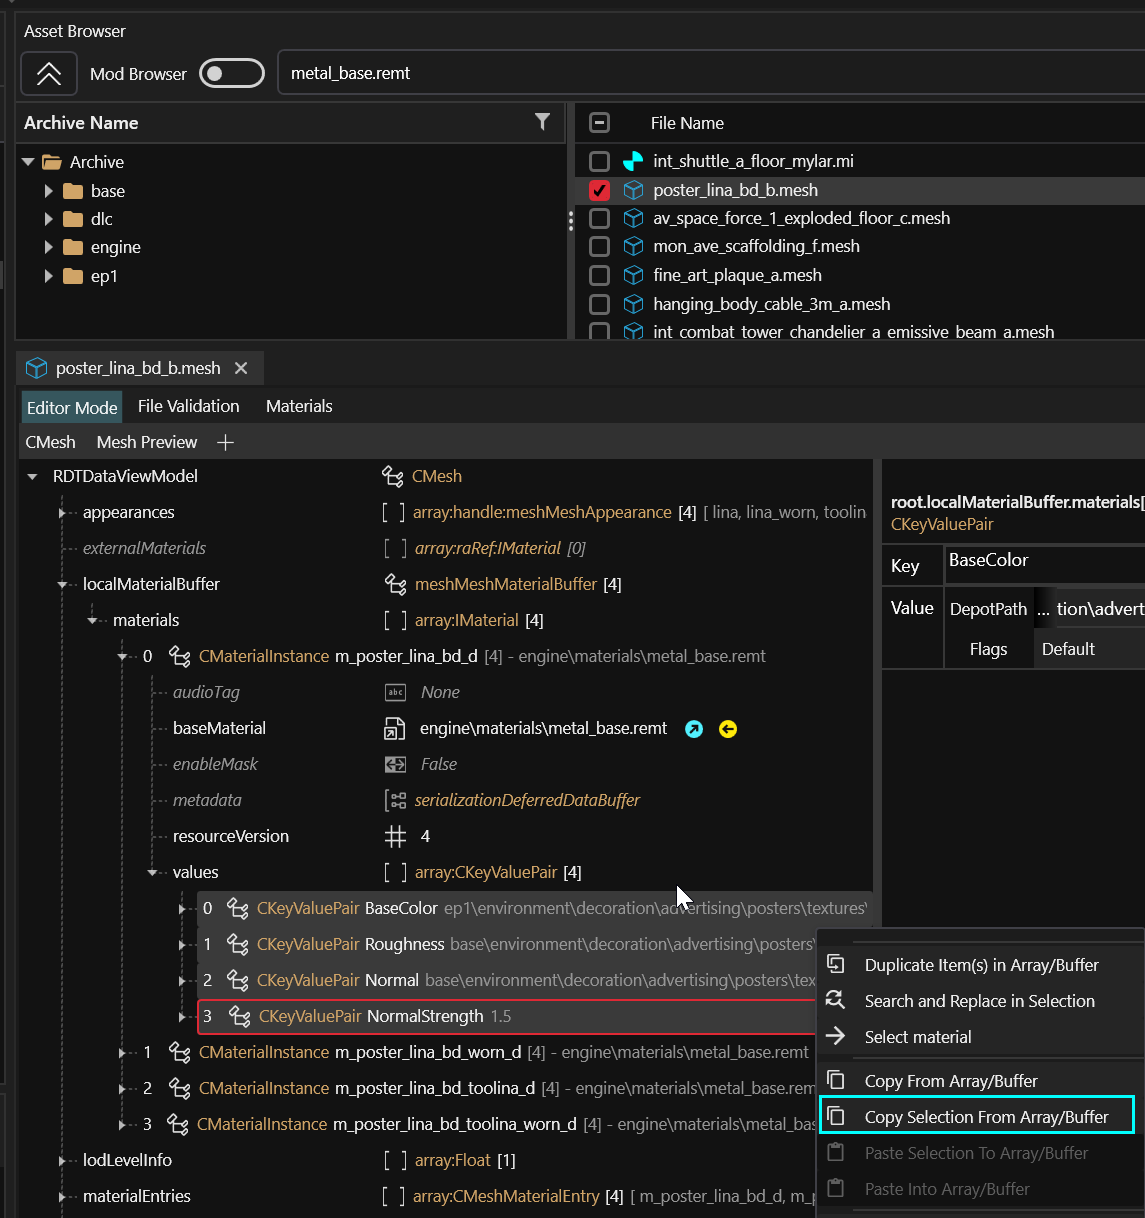 Asset Browser
Mod Browser
metal_base.remt
Archive Name
File Name
Archive
base
dlc
engine
ep1
int_shuttle_a_floor_mylar.mi
poster_lina_bd_b.mesh
av_space_force_1_exploded_floor_c.mesh
mon_ave_scaffolding_f.mesh
fine_art_plaque_a.mesh
hanging_body_cable_3m_a.mesh
int_combat_tower_chandelier_a_emissive_beam_a.mesh
poster_lina_bd_b.mesh
Editor Mode File Validation Materials
CMesh Mesh Preview +
RDTDataViewModel CMesh
appearances [ ] array:handle:meshMeshAppearance [4] [ lina, lina_worn, toolin
externalMaterials [ ] array:raRef:IMaterial [0]
localMaterialBuffer meshMeshMaterialBuffer [4]
materials [ ] array:IMaterial [4]
0 CMaterialInstance m_poster_lina_bd_d [4] - engine\materials\metal_base.remt
audioTag abc None
baseMaterial engine\materials\metal_base.remt
enableMask False
metadata serializationDeferredDataBuffer
resourceVersion 4
values [ ] array:CKeyValuePair [4]
0 CKeyValuePair BaseColor ep1\environment\decoration\advertising\posters\textures\
1 CKeyValuePair Roughness base\environment\decoration\advertising\posters\
2 CKeyValuePair Normal base\environment\decoration\advertising\posters\tex
3 CKeyValuePair NormalStrength 1.5
1 CMaterialInstance m_poster_lina_bd_worn_d [4] - engine\materials\metal_base.remt
2 CMaterialInstance m_poster_lina_bd_toolina_d [4] - engine\materials\metal_base.rem
3 CMaterialInstance m_poster_lina_bd_toolina_worn_d [4] - engine\materials\metal_bas
lodLevelInfo [ ] array:Float [1]
materialEntries [ ] array:CMeshMaterialEntry [4] [ m_poster_lina_bd_d, m_p
root.localMaterialBuffer.materials[
CKeyValuePair
Key BaseColor
Value DepotPath ... tion\advert
Flags Default
Duplicate Item(s) in Array/Buffer
Search and Replace in Selection
Select material
Copy From Array/Buffer
Copy Selection From Array/Buffer
Paste Selection To Array/Buffer
Paste Into Array/Buffer